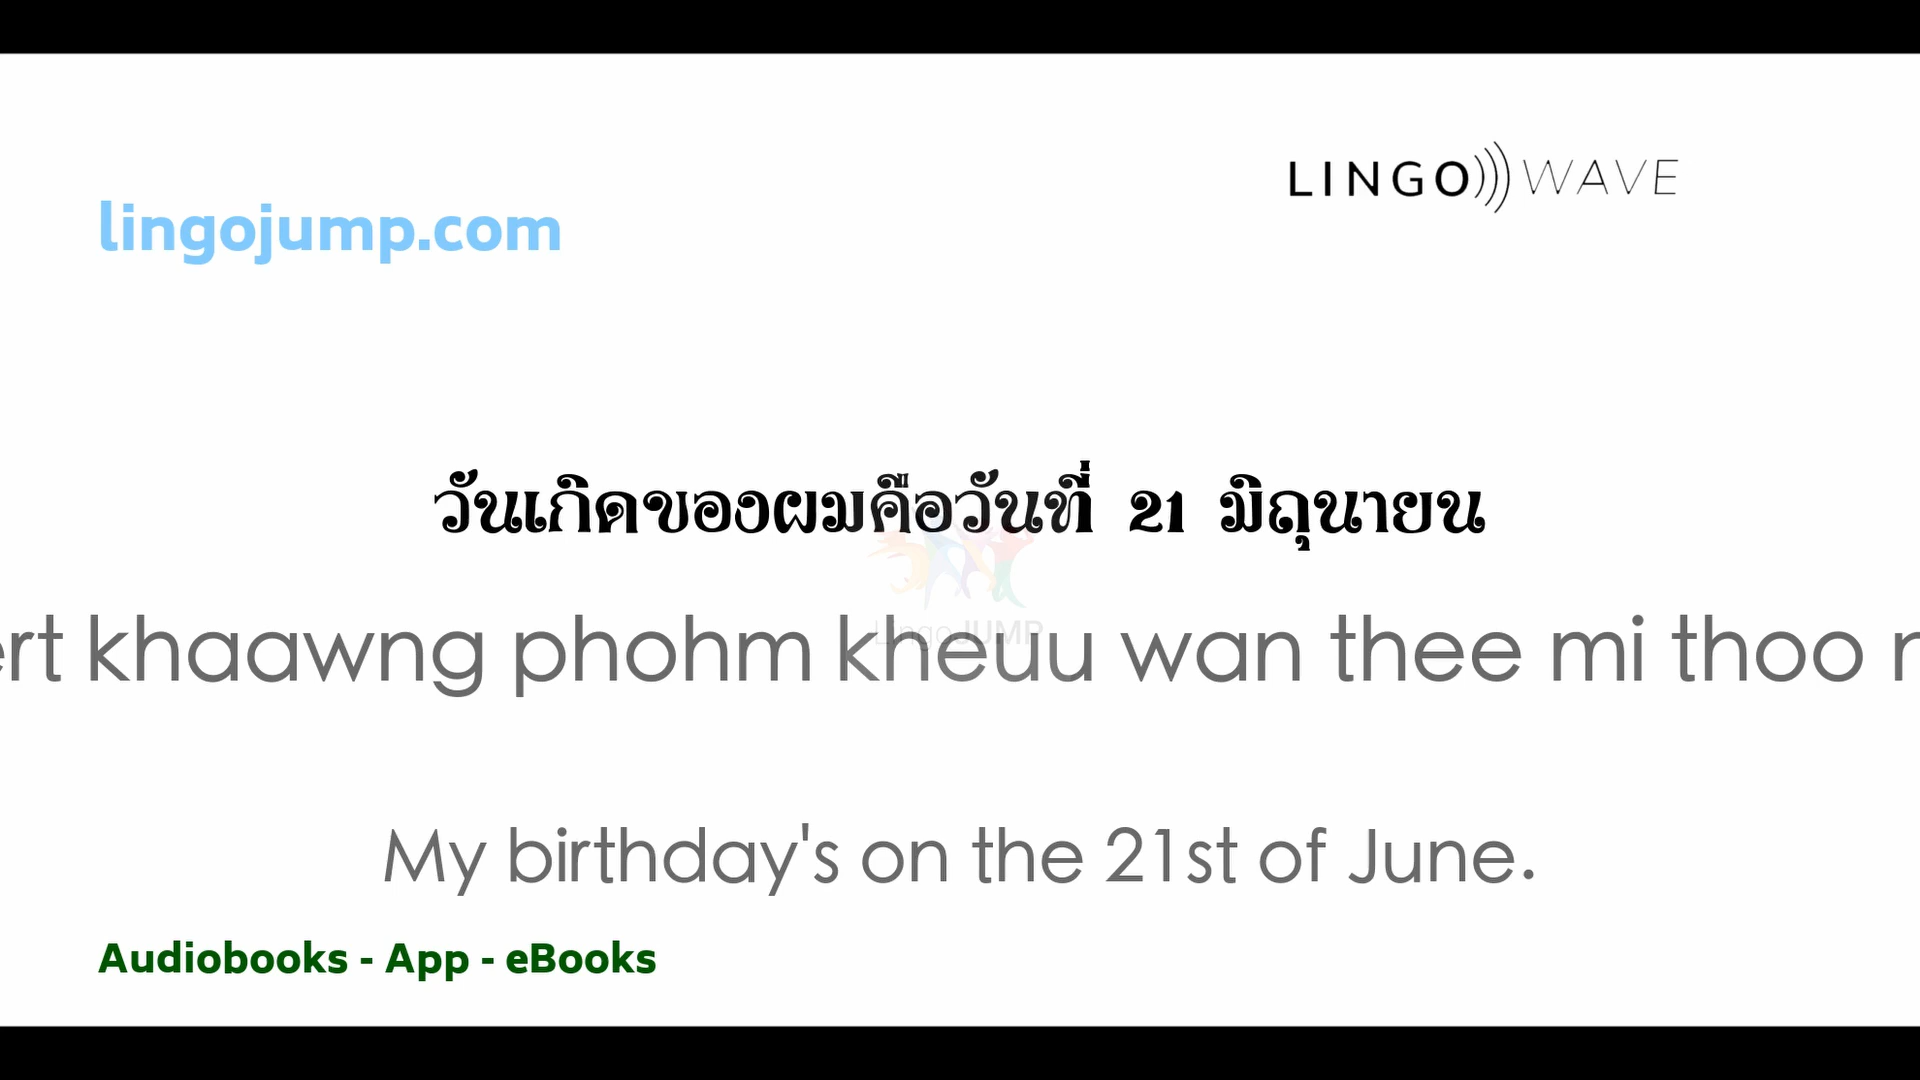 LINGO WAVE
lingojump.com
วันเกิดของผมคือวันที่ 21 มิถุนายน
khaawng phohm kheuu wan thee mi thoo
LingoJUMP
My birthday's on the 21st of June.
Audiobooks - App - eBooks